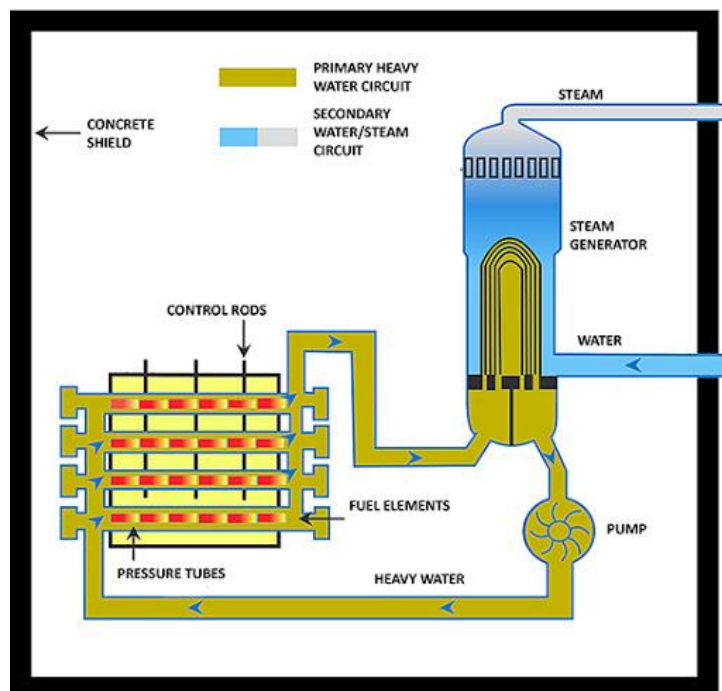 PRIMARY HEAVY
WATER CIRCUIT
SECONDARY
WATER/STEAM
CIRCUIT
CONCRETE
SHIELD
STEAM
STEAM
GENERATOR
CONTROL RODS
WATER
FUEL ELEMENTS
PUMP
PRESSURE TUBES
HEAVY WATER